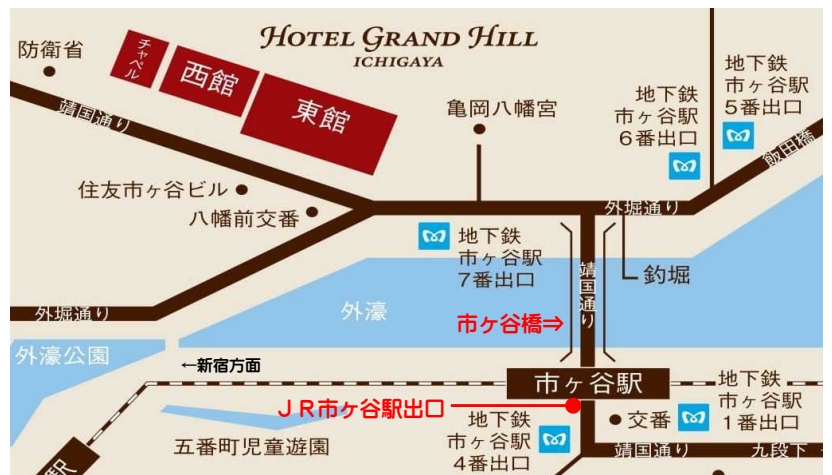 HOTEL GRAND HILL
ICHIGAYA
防衛省
チャペル
西館
東館
靖国通り
亀岡八幡宮
地下鉄
市ヶ谷駅
6番出口
地下鉄
市ヶ谷駅
5番出口
飯田橋
住友市ヶ谷ビル
八幡前交番
外堀通り
地下鉄
市ヶ谷駅
7番出口
靖国通り
釣堀
外堀通り
外濠
市ケ谷橋⇒
外濠公園
←新宿方面
市ヶ谷駅
JR市ケ谷駅出口
地下鉄
市ヶ谷駅
4番出口
交番
地下鉄
市ヶ谷駅
1番出口
五番町児童遊園
靖国通り
九段下
駅